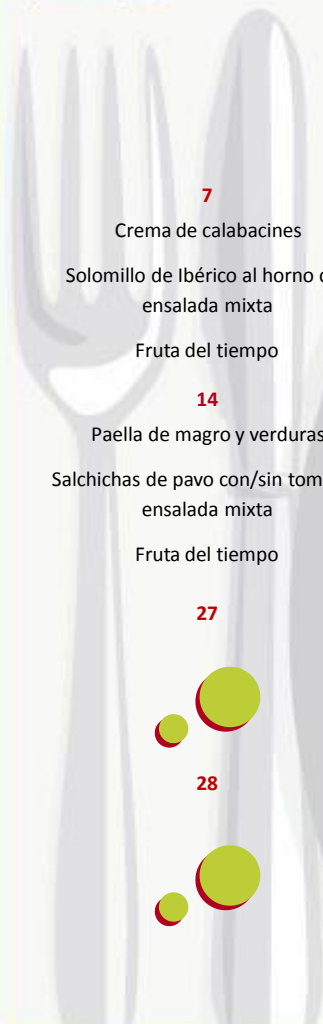 7
Crema de calabacines
Solomillo de Ibérico al horno
ensalada mixta
Fruta del tiempo
14
Paella de magro y verduras
Salchichas de pavo con/sin
ensalada mixta
Fruta del tiempo
27
28